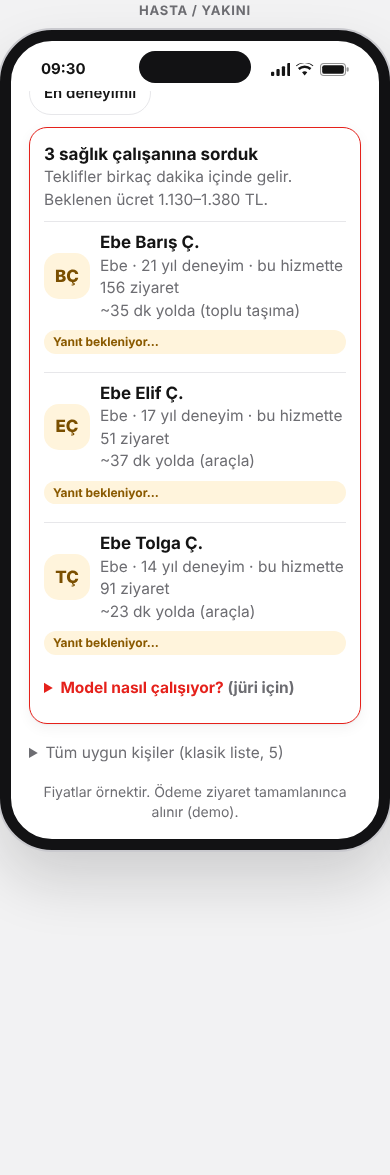 HASTA / YAKINI
09:30
En deneyimli
3 sağlık çalışanına sorduk
Teklifler birkaç dakika içinde gelir.
Beklenen ücret 1.130–1.380 TL.
BÇ
Ebe Barış Ç.
Ebe · 21 yıl deneyim · bu hizmette
156 ziyaret
~35 dk yolda (toplu taşıma)
Yanıt bekleniyor...
EÇ
Ebe Elif Ç.
Ebe · 17 yıl deneyim · bu hizmette
51 ziyaret
~37 dk yolda (araçla)
Yanıt bekleniyor...
TÇ
Ebe Tolga Ç.
Ebe · 14 yıl deneyim · bu hizmette
91 ziyaret
~23 dk yolda (araçla)
Yanıt bekleniyor...
Model nasıl çalışıyor? (jüri için)
Tüm uygun kişiler (klasik liste, 5)
Fiyatlar örnektir. Ödeme ziyaret tamamlanınca
alınır (demo).